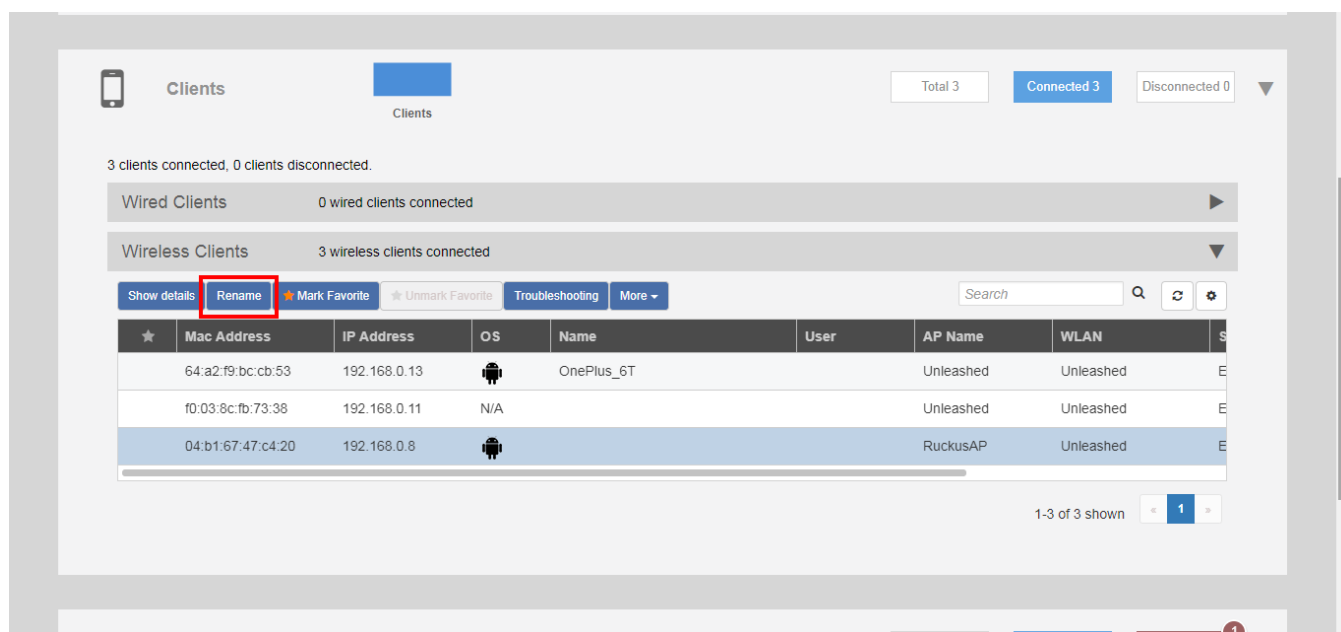 Clients
Clients
Total 3
Connected 3
Disconnected 0
3 clients connected, 0 clients disconnected.
Wired Clients 0 wired clients connected
Wireless Clients 3 wireless clients connected
Show details Rename Mark Favorite Unmark Favorite Troubleshooting More Search
Mac Address IP Address OS Name User AP Name WLAN S
64:a2:f9:bc:cb:53 192.168.0.13 OnePlus_6T Unleashed Unleashed E
f0:03:8c:fb:73:38 192.168.0.11 N/A Unleashed Unleashed E
04:b1:67:47:c4:20 192.168.0.8 RuckusAP Unleashed E
1-3 of 3 shown « 1 »
1